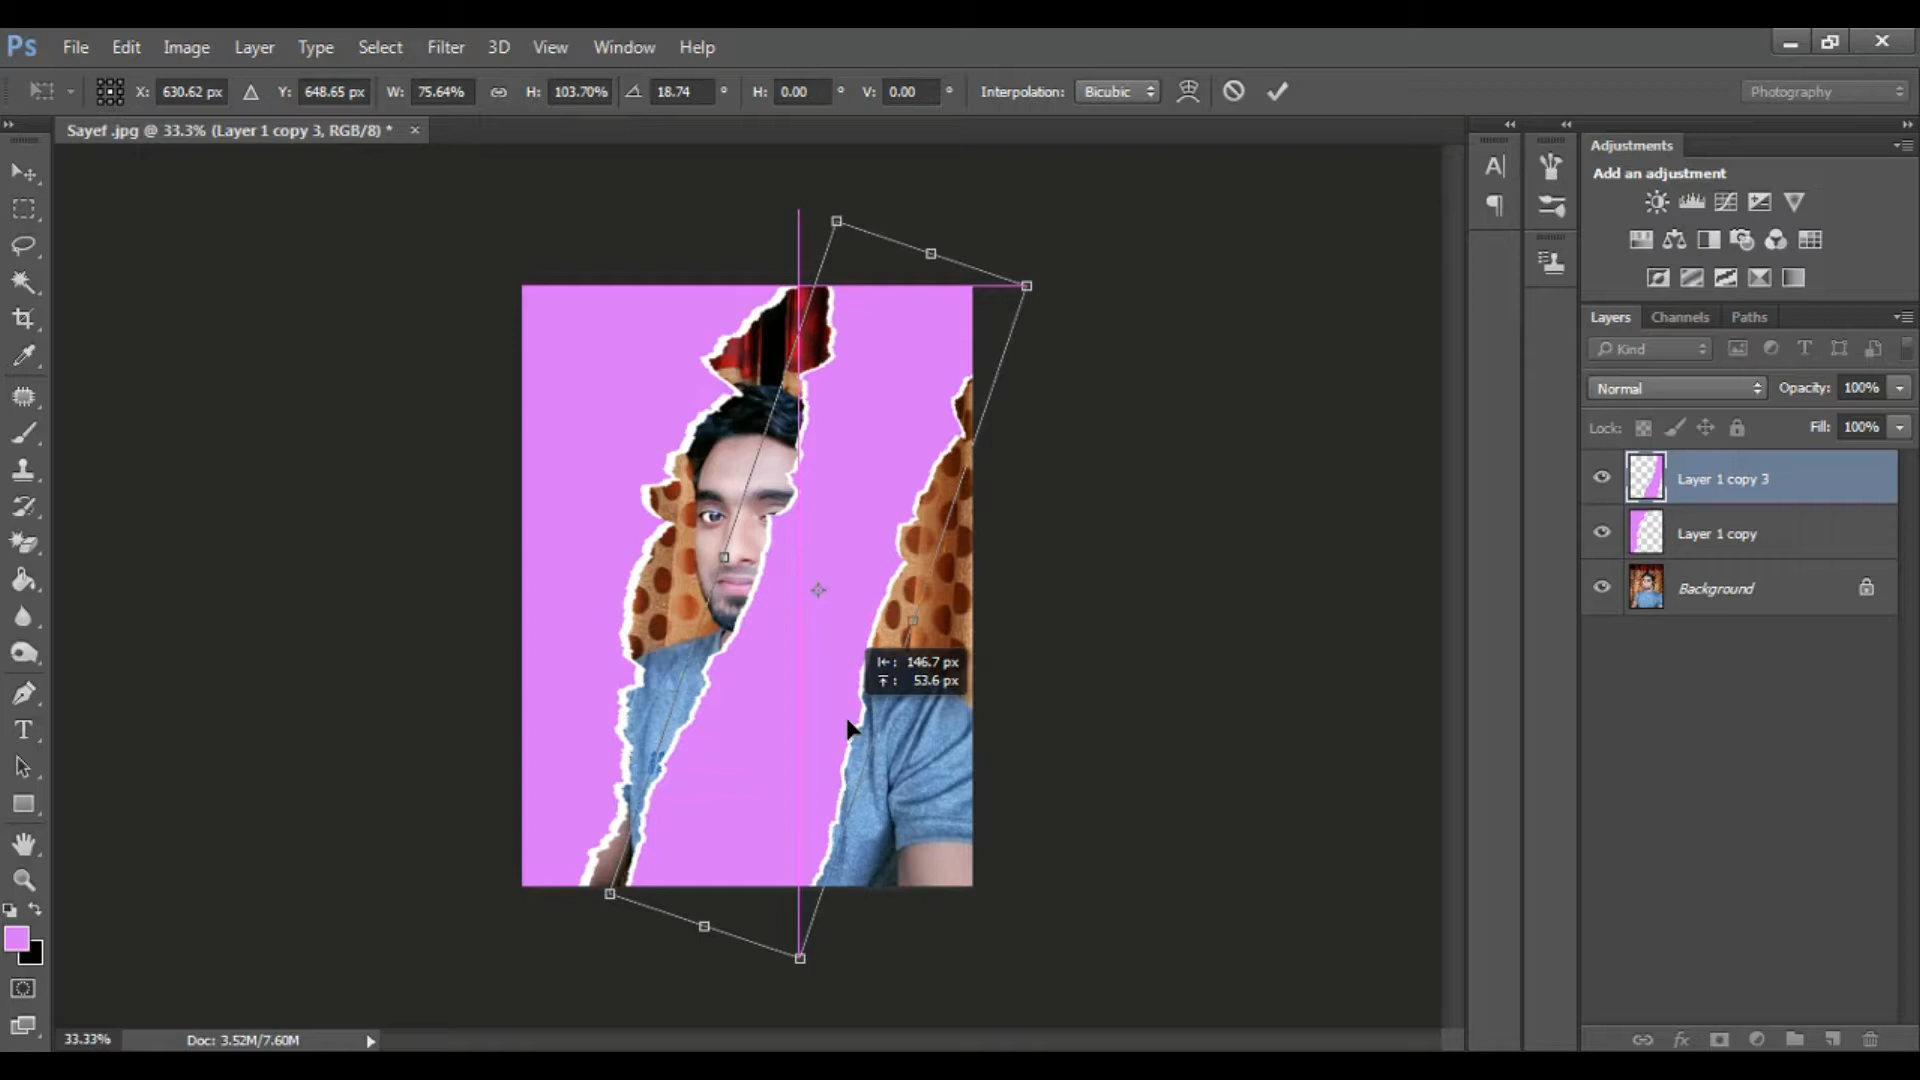 Ps File Edit Image Layer Type Select Filter 3D View Window Help
X: 630.62 px Y: 648.65 px W: 75.64% H: 103.70% 18.74 ° H: 0.00 ° V: 0.00 ° Interpolation: Bicubic Photography
Sayef .jpg @ 33.3% (Layer 1 copy 3, RGB/8) * ×
Adjustments
Add an adjustment
Layers Channels Paths
Kind
Normal Opacity: 100%
Lock: Fill: 100%
Layer 1 copy 3
Layer 1 copy
Background
146.7 px
53.6 px
33.33% Doc: 3.52M/7.60M